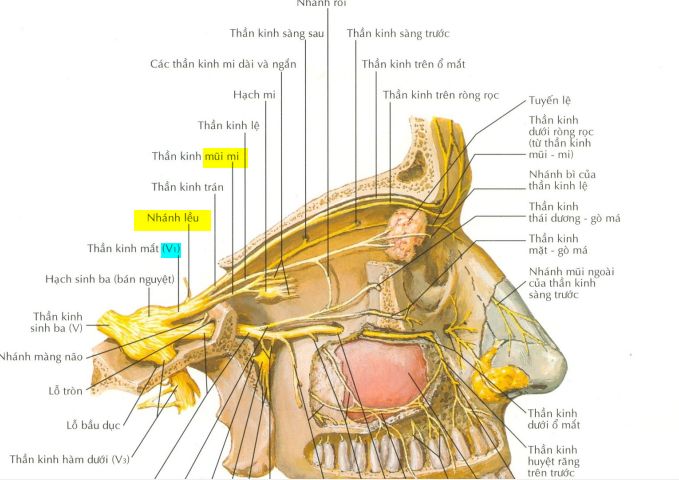 Nhánh rối
Thần kinh sàng sau
Thần kinh sàng trước
Các thần kinh mi dài và ngắn
Thần kinh trên ổ mắt
Hạch mi
Thần kinh trên ròng rọc
Tuyến lệ
Thần kinh lệ
Thần kinh
dưới ròng rọc
(từ thần kinh
mũi - mi)
Thần kinh mũi mi
Nhánh bì của
thần kinh lệ
Thần kinh trán
Thần kinh
thái dương - gò má
Nhánh lều
Thần kinh
mặt - gò má
Thần kinh mắt (V1)
Hạch sinh ba (bán nguyệt)
Nhánh mũi ngoài
của thần kinh
sàng trước
Thần kinh
sinh ba (V)
Nhánh màng não
Lỗ tròn
Lỗ bầu dục
Thần kinh
dưới ổ mắt
Thần kinh hàm dưới (V3)
Thần kinh
huyệt răng
trên trước